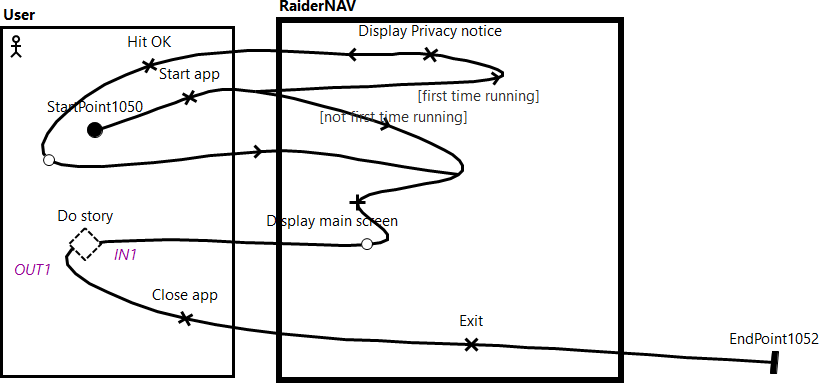 User
RaiderNAV
Display Privacy notice
Hit OK
Start app
[first time running]
StartPoint1050
[not first time running]
Do story
Display main screen
IN1
OUT1
Close app
Exit
EndPoint1052